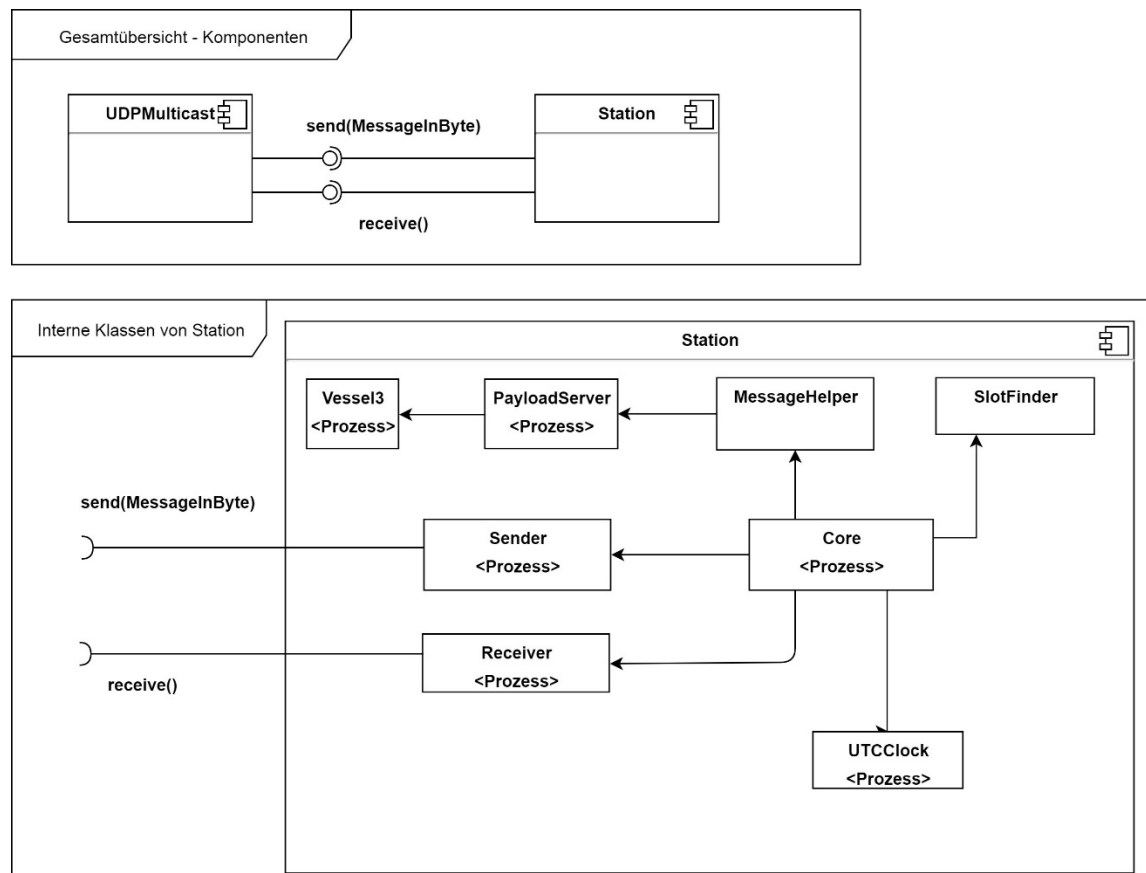 Gesamtübersicht - Komponenten
UDPMulticast
send(MessageInByte)
Station
receive()
Interne Klassen von Station
Station
Vessel3
<Prozess>
PayloadServer
<Prozess>
MessageHelper
SlotFinder
send(MessageInByte)
Sender
<Prozess>
Core
<Prozess>
receive()
Receiver
<Prozess>
UTCClock
<Prozess>